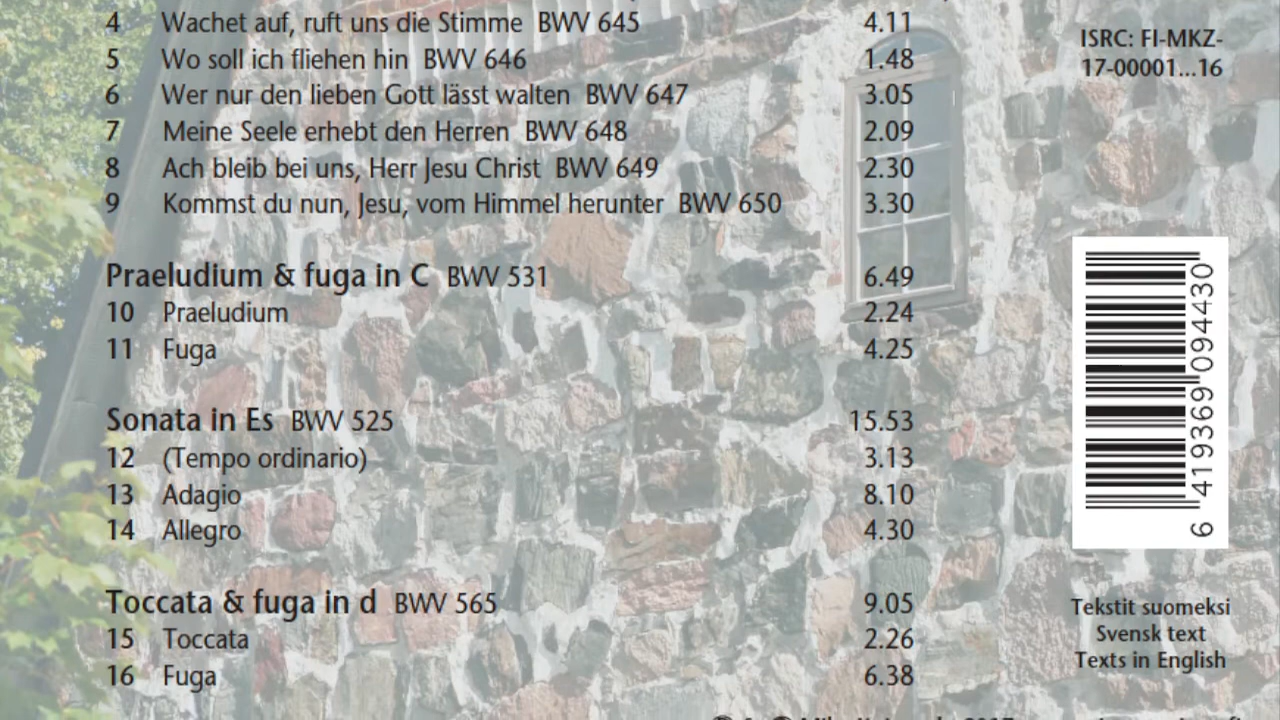 4 Wachet auf, ruft uns die Stimme BWV 645 4.11
5 Wo soll ich fliehen hin BWV 646 1.48
6 Wer nur den lieben Gott lässt walten BWV 647 3.05
7 Meine Seele erhebt den Herren BWV 648 2.09
8 Ach bleib bei uns, Herr Jesu Christ BWV 649 2.30
9 Kommst du nun, Jesu, vom Himmel herunter BWV 650 3.30
Praeludium & fuga in C BWV 531 6.49
10 Praeludium 2.24
11 Fuga 4.25
Sonata in Es BWV 525 15.53
12 (Tempo ordinario) 3.13
13 Adagio 8.10
14 Allegro 4.30
Toccata & fuga in d BWV 565 9.05
15 Toccata 2.26
16 Fuga 6.38
ISRC: FI-MKZ-
17-00001...16
6 419369 094430
Tekstit suomeksi
Svensk text
Texts in English